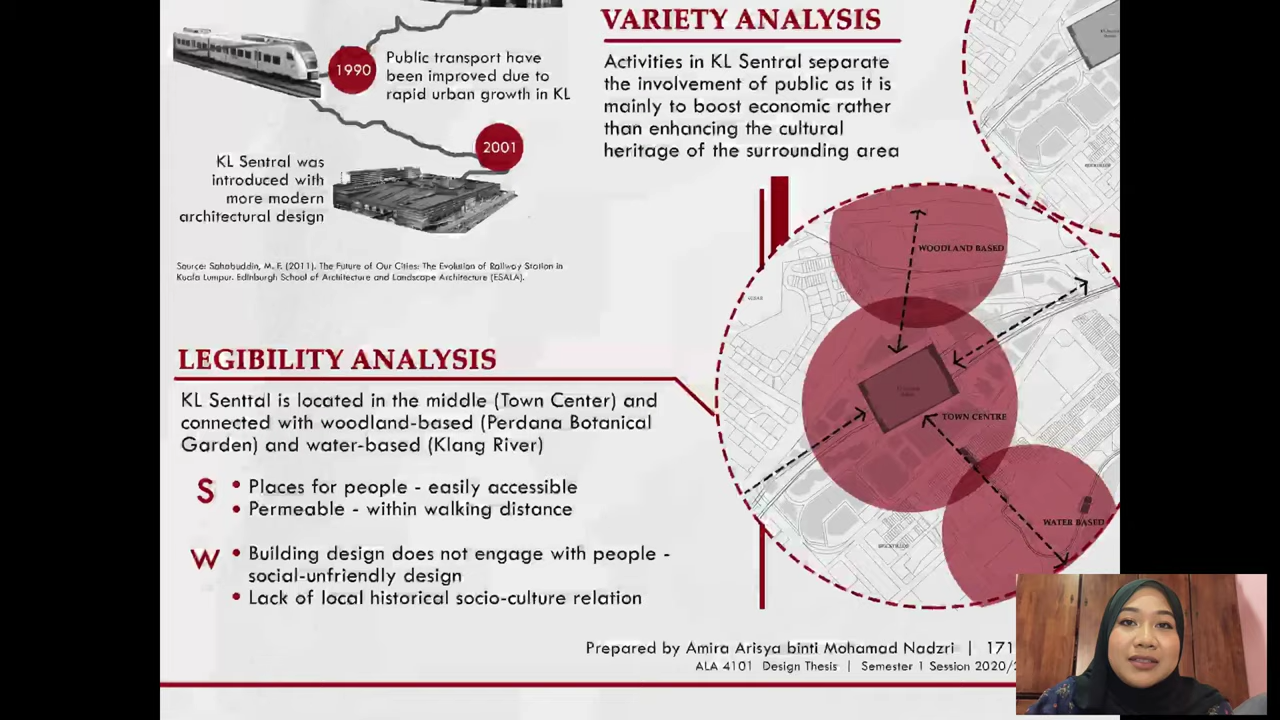 1990
Public transport have
been improved due to
rapid urban growth in KL
2001
KL Sentral was
introduced with
more modern
architectural design
Source: Sahabuddin, M. F. (2011). The Future of Our Cities: The Evolution of Railway Station in
Kuala Lumpur. Edinburgh School of Architecture and Landscape Architecture (ESALA).
VARIETY ANALYSIS
Activities in KL Sentral separate
the involvement of public as it is
mainly to boost economic rather
than enhancing the cultural
heritage of the surrounding area
LEGIBILITY ANALYSIS
KL Senttal is located in the middle (Town Center) and
connected with woodland-based (Perdana Botanical
Garden) and water-based (Klang River)
S
• Places for people - easily accessible
• Permeable - within walking distance
W
• Building design does not engage with people -
social-unfriendly design
• Lack of local historical socio-culture relation
WOODLAND BASED
TOWN CENTRE
WATER BASED
BRICKFIELDS
Prepared by Amira Arisya binti Mohamad Nadzri | 171
ALA 4101 Design Thesis | Semester 1 Session 2020/2